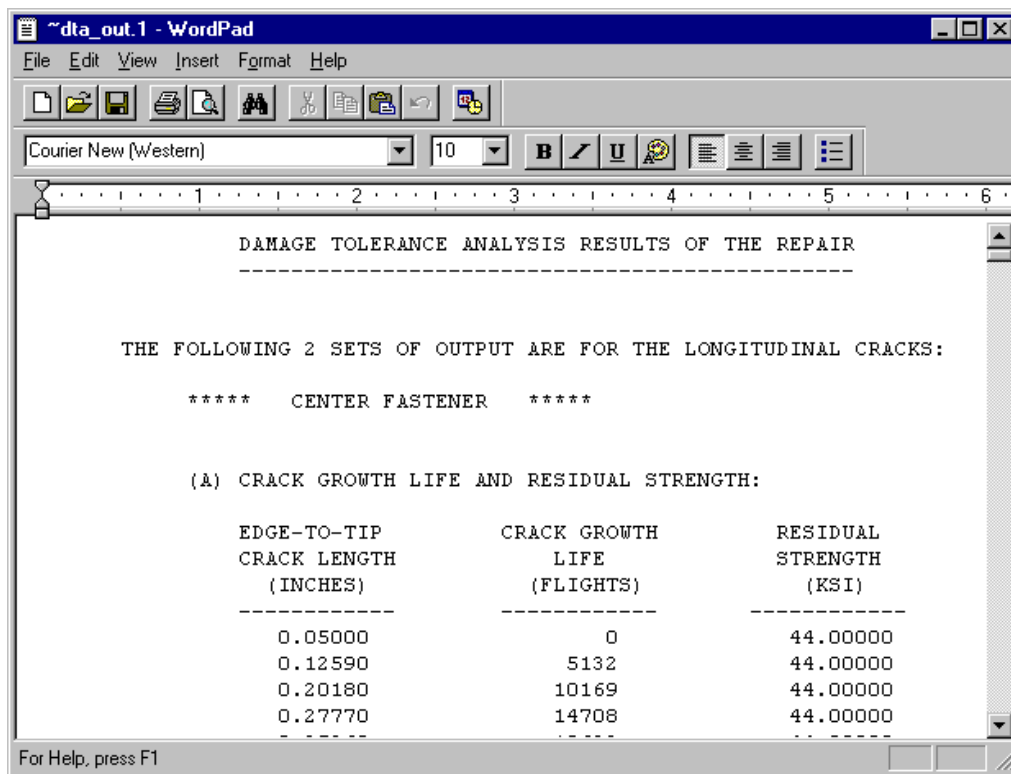 ~dta_out.1 - WordPad
File Edit View Insert Format Help
Courier New (Western) 10 B I U
1 2 3 4 5 6
DAMAGE TOLERANCE ANALYSIS RESULTS OF THE REPAIR
-----------------------------------------------
THE FOLLOWING 2 SETS OF OUTPUT ARE FOR THE LONGITUDINAL CRACKS:
***** CENTER FASTENER *****
(A) CRACK GROWTH LIFE AND RESIDUAL STRENGTH:
EDGE-TO-TIP CRACK GROWTH RESIDUAL
CRACK LENGTH LIFE STRENGTH
(INCHES) (FLIGHTS) (KSI)
------------ ------------ ------------
0.05000 0 44.00000
0.12590 5132 44.00000
0.20180 10169 44.00000
0.27770 14708 44.00000
For Help, press F1